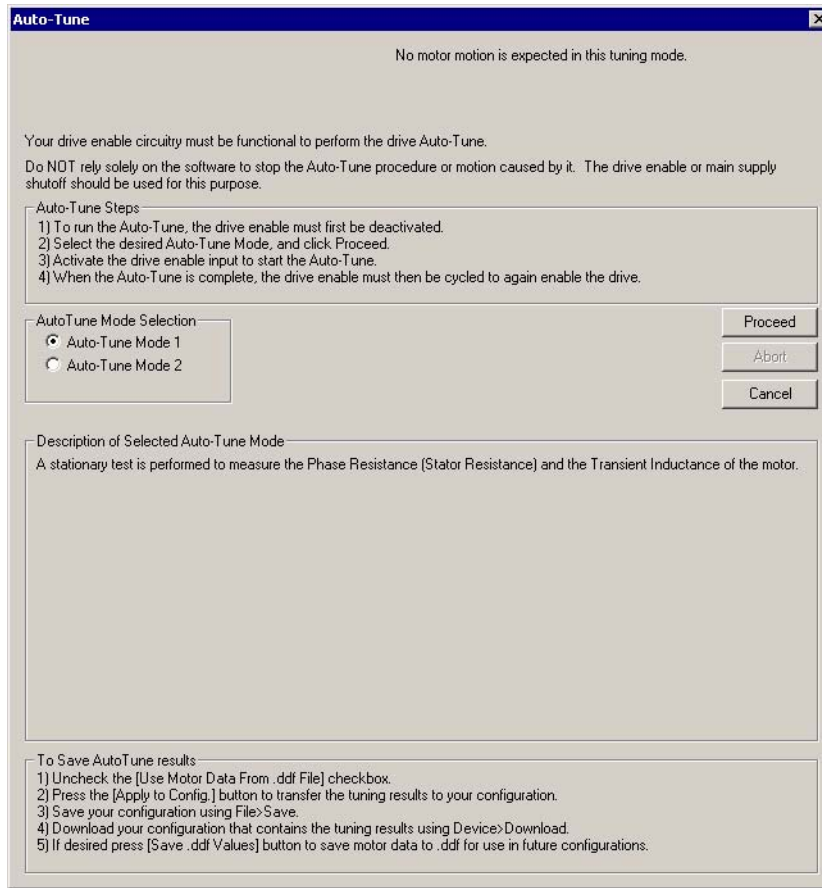 Auto-Tune
No motor motion is expected in this tuning mode.
Your drive enable circuitry must be functional to perform the drive Auto-Tune.
Do NOT rely solely on the software to stop the Auto-Tune procedure or motion caused by it. The drive enable or main supply
shutoff should be used for this purpose.
Auto-Tune Steps
1) To run the Auto-Tune, the drive enable must first be deactivated.
2) Select the desired Auto-Tune Mode, and click Proceed.
3) Activate the drive enable input to start the Auto-Tune.
4) When the Auto-Tune is complete, the drive enable must then be cycled to again enable the drive.
AutoTune Mode Selection
Auto-Tune Mode 1
Auto-Tune Mode 2
Proceed
Abort
Cancel
Description of Selected Auto-Tune Mode
A stationary test is performed to measure the Phase Resistance (Stator Resistance) and the Transient Inductance of the motor.
To Save AutoTune results
1) Uncheck the [Use Motor Data From .ddf File] checkbox.
2) Press the [Apply to Config.] button to transfer the tuning results to your configuration.
3) Save your configuration using File>Save.
4) Download your configuration that contains the tuning results using Device>Download.
5) If desired press [Save .ddf Values] button to save motor data to .ddf for use in future configurations.